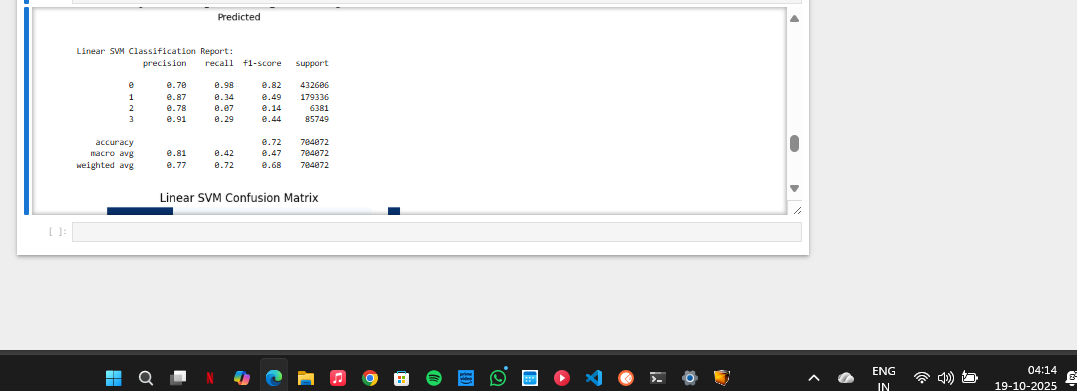 Predicted
Linear SVM Classification Report:
precision recall f1-score support
0 0.70 0.98 0.82 432606
1 0.87 0.34 0.49 179336
2 0.78 0.07 0.14 6381
3 0.91 0.29 0.44 85749
accuracy 0.72 704072
macro avg 0.81 0.42 0.47 704072
weighted avg 0.77 0.72 0.68 704072
Linear SVM Confusion Matrix
[ ]:
ENG
IN
04:14
19-10-2025